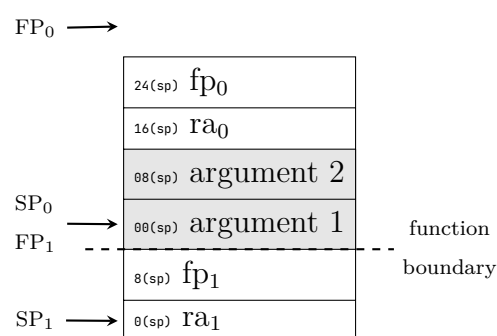 FP₀
24(sp) fp₀
16(sp) ra₀
08(sp) argument 2
SP₀
00(sp) argument 1
FP₁
function
boundary
8(sp) fp₁
SP₁
0(sp) ra₁